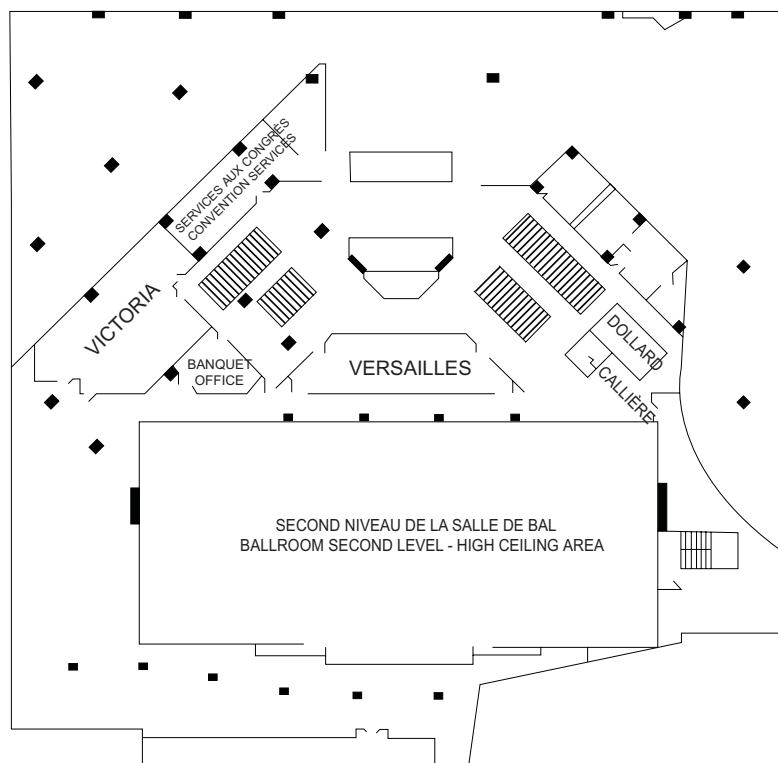 SERVICES AUX CONGRÈS
CONVENTION SERVICES
VICTORIA
BANQUET
OFFICE
VERSAILLES
DOLLARD
CALLIÈRE
SECOND NIVEAU DE LA SALLE DE BAL
BALLROOM SECOND LEVEL - HIGH CEILING AREA